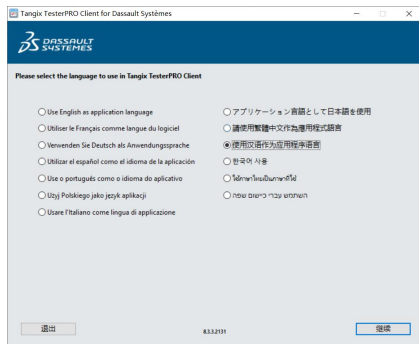 Tangix TesterPRO Client for Dassault Systèmes
DASSAULT
SYSTEMES
Please select the language to use in Tangix TesterPRO Client
Use English as application language
Utiliser le Français comme langue du logiciel
Verwenden Sie Deutsch als Anwendungssprache
Utilizar el español como el idioma de la aplicación
Use o português como o idioma do aplicativo
Użyj Polskiego jako język aplikacji
Usare l'Italiano come lingua di applicazione
アプリケーション言語として日本語を使用
請使用繁體中文作為應用程式語言
使用汉语作为应用程序语言
한국어 사용
ใช้ภาษาไทยเป็นภาษาที่ใช้
השתמש עברי כיישום שפה
退出
8.3.3.2131
继续